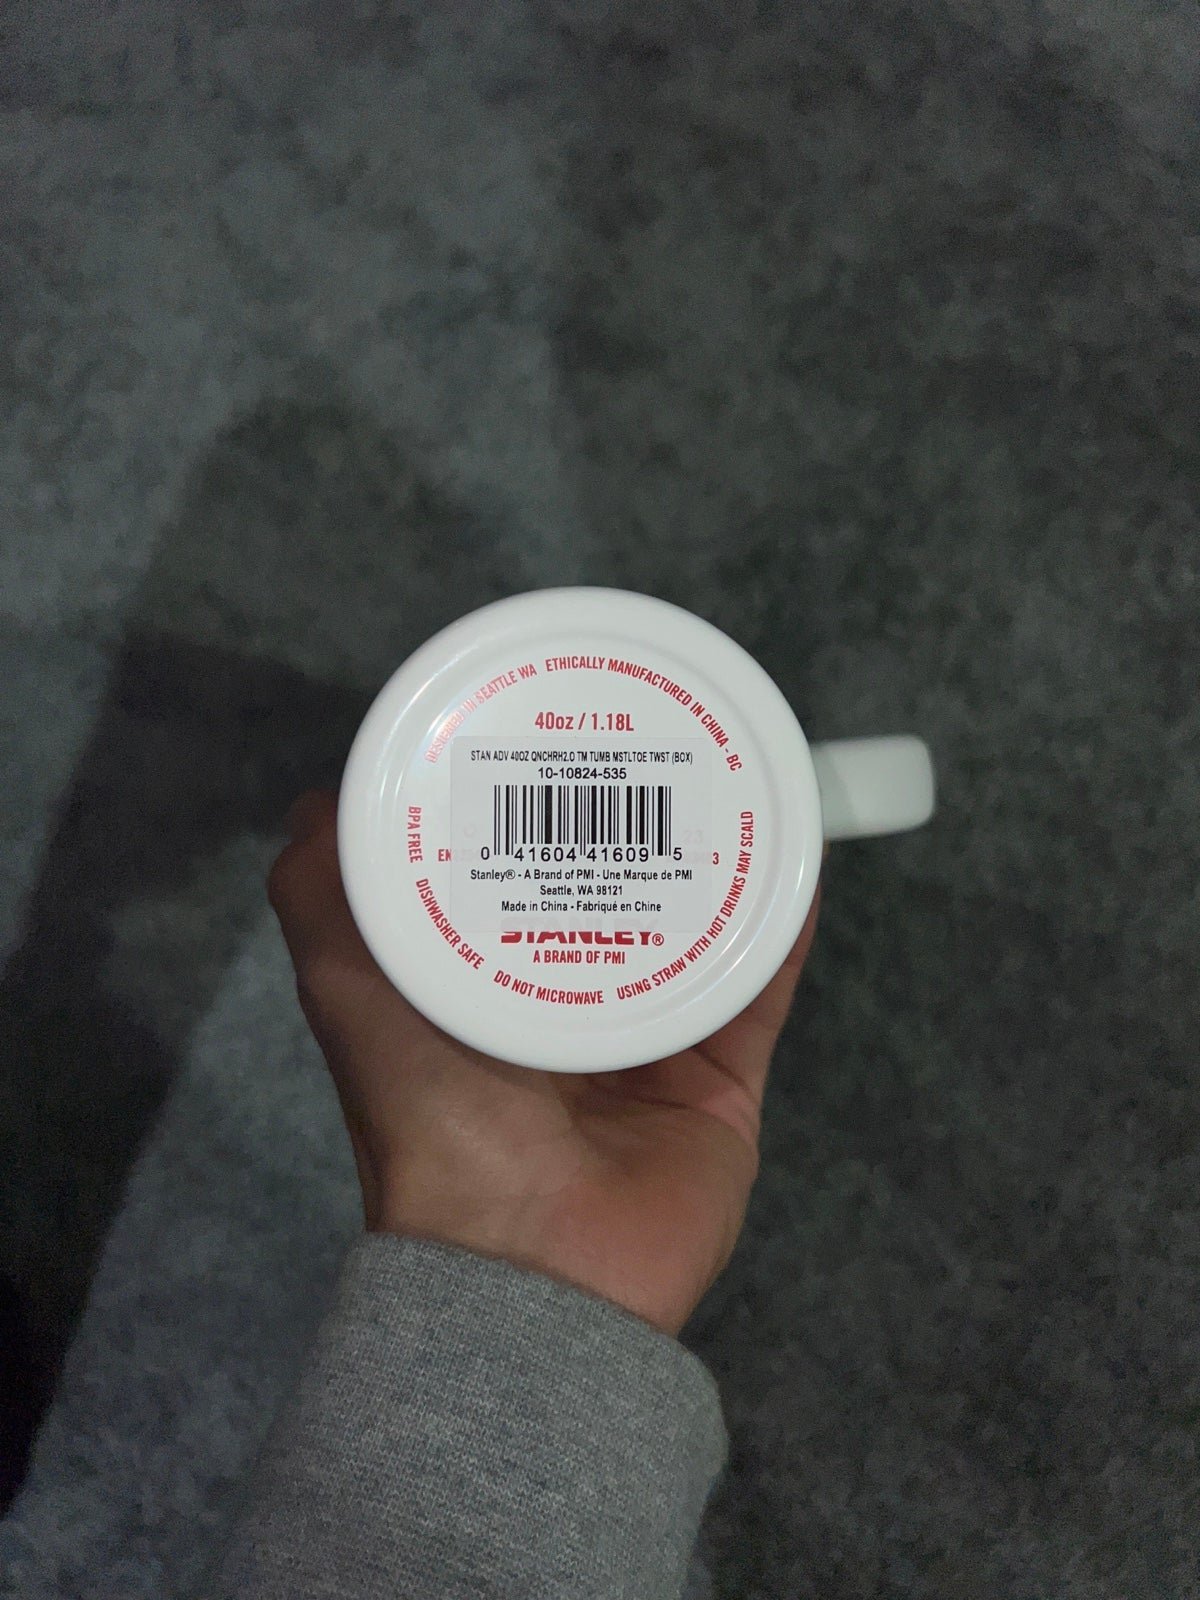 DESIGNED IN SEATTLE WA ETHICALLY MANUFACTURED IN CHINA - BC
40oz / 1.18L
STAN ADV 40OZ QNCHRH2.O TM TUMB MSTLTOE TWST (BOX)
10-10824-535
0 41604 41609 5
EN
3
Stanley® - A Brand of PMI - Une Marque de PMI
Seattle, WA 98121
Made in China - Fabriqué en Chine
STANLEY®
A BRAND OF PMI
BPA FREE DISHWASHER SAFE DO NOT MICROWAVE USING STRAW WITH HOT DRINKS MAY SCALD